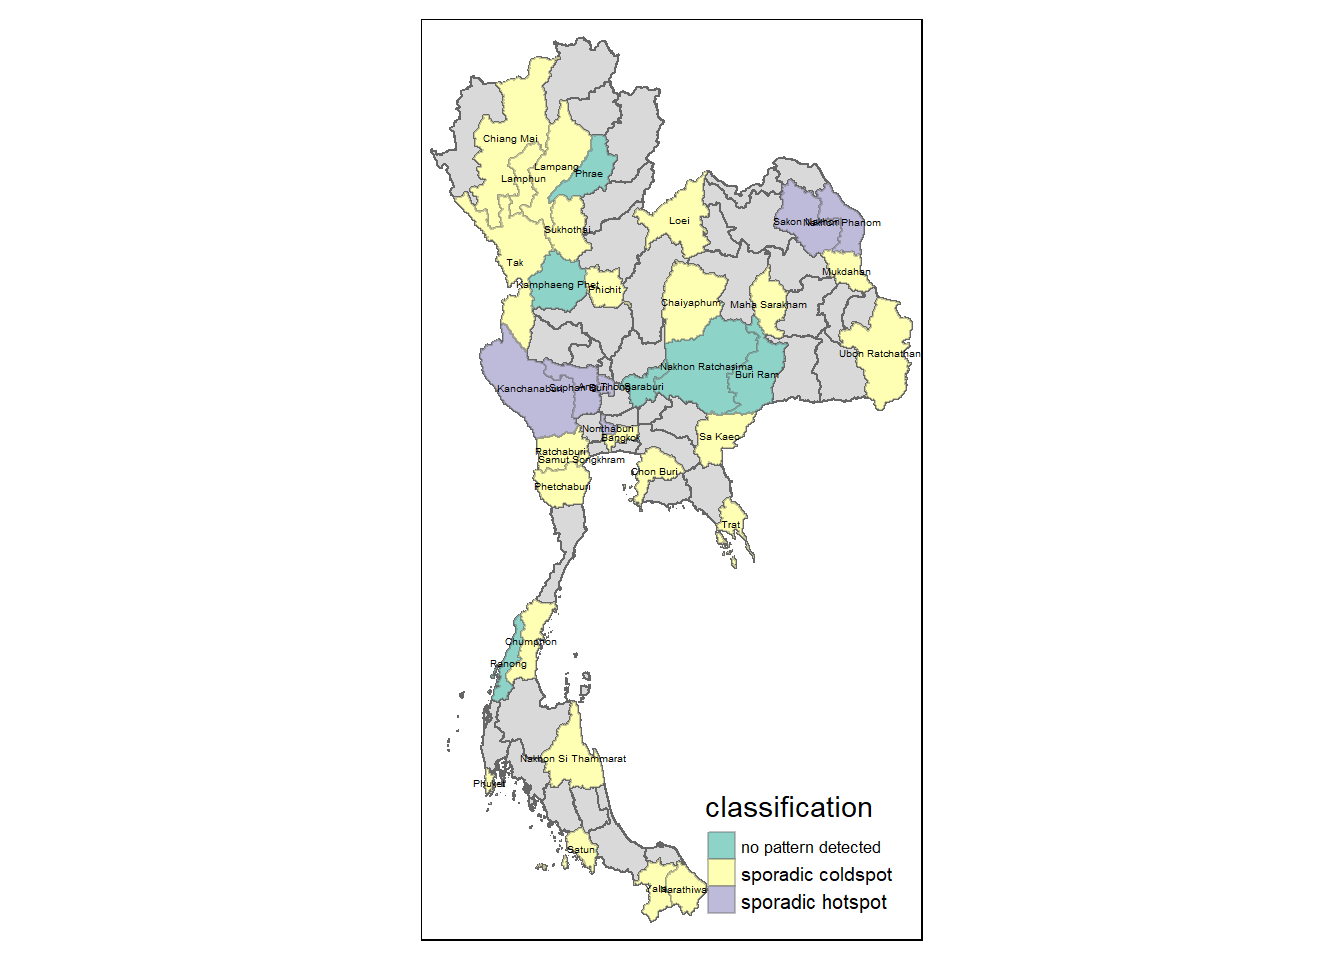 Chiang Mai
Lampang
Phrae
Lamphun
Loei
Sakon Nakhon
Nakhon Phanom
Sukhothai
Tak
Mukdahan
Kamphaeng Phet
Phichit
Chaiyaphum
Maha Sarakham
Ubon Ratchathan
Nakhon Ratchasima
Buri Ram
Kanchanaburi
Suphan Buri
Ang Thong
Saraburi
Nonthaburi
Bangkok
Sa Kaeo
Ratchaburi
Samut Songkhram
Chon Buri
Phetchaburi
Trat
Chumphon
Ranong
Nakhon Si Thammarat
Phuket
classification
no pattern detected
Satun
sporadic coldspot
Yala
Narathiwa
sporadic hotspot